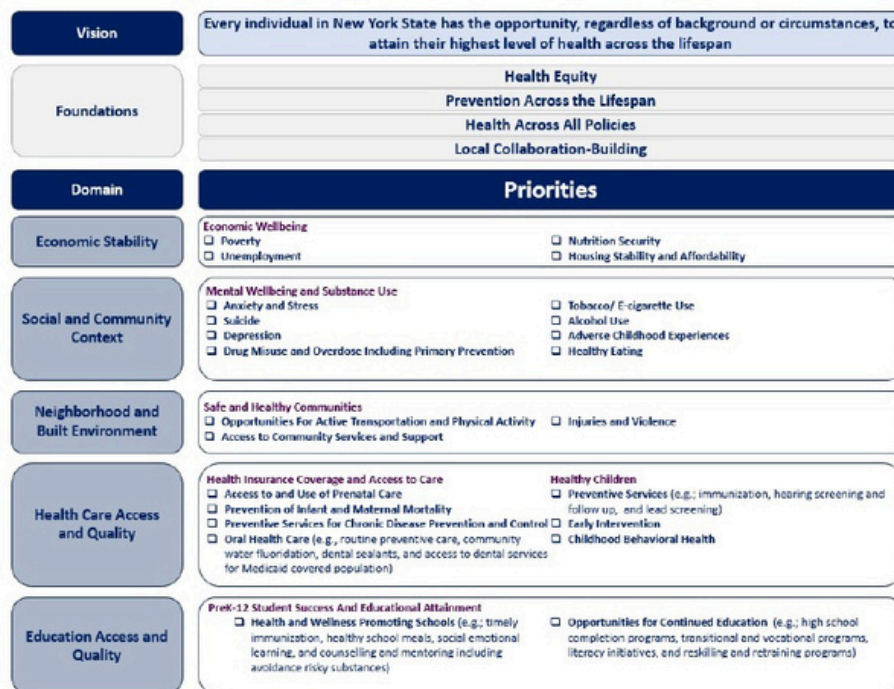 Vision
Every individual in New York State has the opportunity, regardless of background or circumstances, to
attain their highest level of health across the lifespan
Foundations
Health Equity
Prevention Across the Lifespan
Health Across All Policies
Local Collaboration-Building
Domain
Priorities
Economic Stability
Economic Wellbeing
❑ Poverty
❑ Unemployment
❑ Nutrition Security
❑ Housing Stability and Affordability
Social and Community
Context
Mental Wellbeing and Substance Use
❑ Anxiety and Stress
❑ Suicide
❑ Depression
❑ Drug Misuse and Overdose Including Primary Prevention
❑ Tobacco/ E-cigarette Use
❑ Alcohol Use
❑ Adverse Childhood Experiences
❑ Healthy Eating
Neighborhood and
Built Environment
Safe and Healthy Communities
❑ Opportunities For Active Transportation and Physical Activity
❑ Access to Community Services and Support
❑ Injuries and Violence
Health Care Access
and Quality
Health Insurance Coverage and Access to Care
❑ Access to and Use of Prenatal Care
❑ Prevention of Infant and Maternal Mortality
❑ Preventive Services for Chronic Disease Prevention and Control
❑ Oral Health Care (e.g., routine preventive care, community
water fluoridation, dental sealants, and access to dental services
for Medicaid covered population)
Healthy Children
❑ Preventive Services (e.g.; immunization, hearing screening and
follow up, and lead screening)
❑ Early Intervention
❑ Childhood Behavioral Health
Education Access and
Quality
PreK-12 Student Success And Educational Attainment
❑ Health and Wellness Promoting Schools (e.g.; timely
immunization, healthy school meals, social emotional
learning, and counselling and mentoring including
avoidance risky substances)
❑ Opportunities for Continued Education (e.g.; high school
completion programs, transitional and vocational programs,
literacy initiatives, and reskilling and retraining programs)